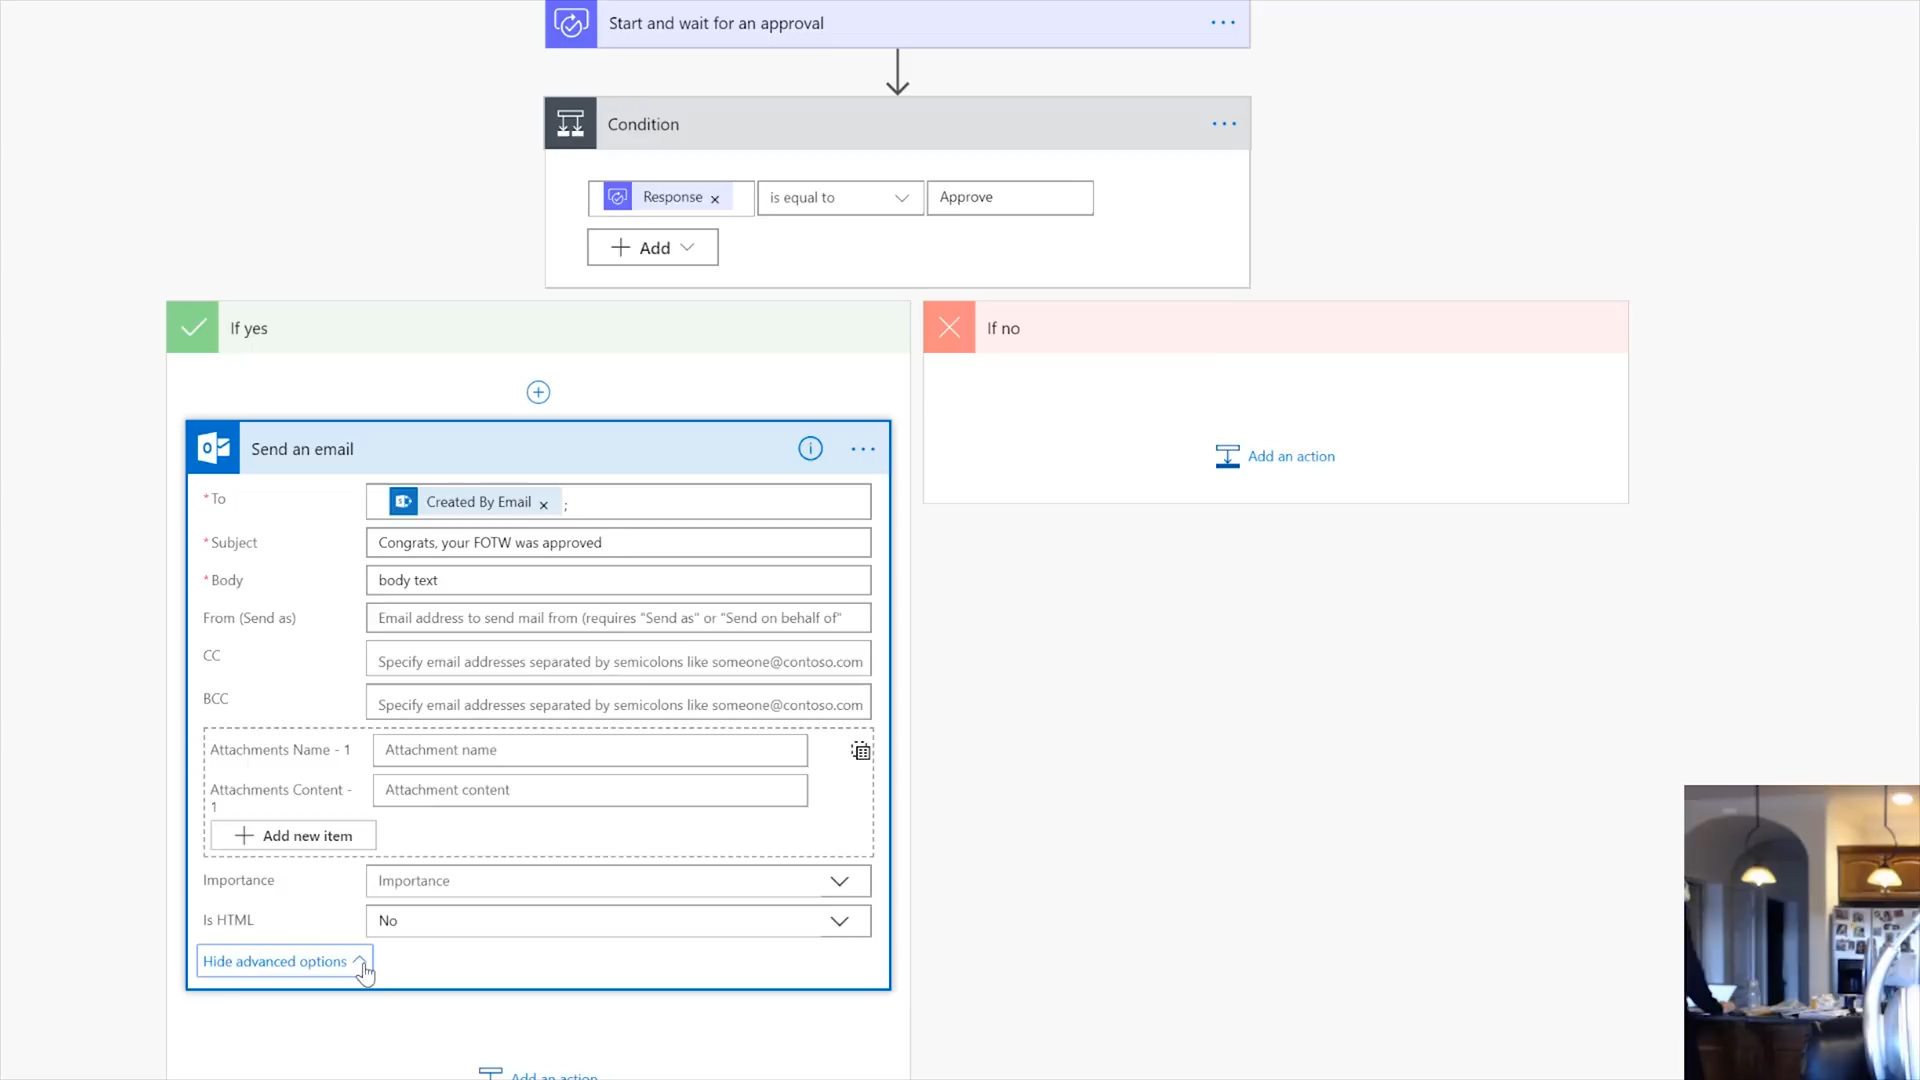 Start and wait for an approval
Condition
Response
is equal to
Approve
Add
If yes
If no
Add an action
Send an email
* To
Created By Email ;
* Subject
Congrats, your FOTW was approved
* Body
body text
From (Send as)
Email address to send mail from (requires "Send as" or "Send on behalf of"
CC
Specify email addresses separated by semicolons like someone@contoso.com
BCC
Specify email addresses separated by semicolons like someone@contoso.com
Attachments Name - 1
Attachment name
Attachments Content -
1
Attachment content
Add new item
Importance
Importance
Is HTML
No
Hide advanced options
Add an action